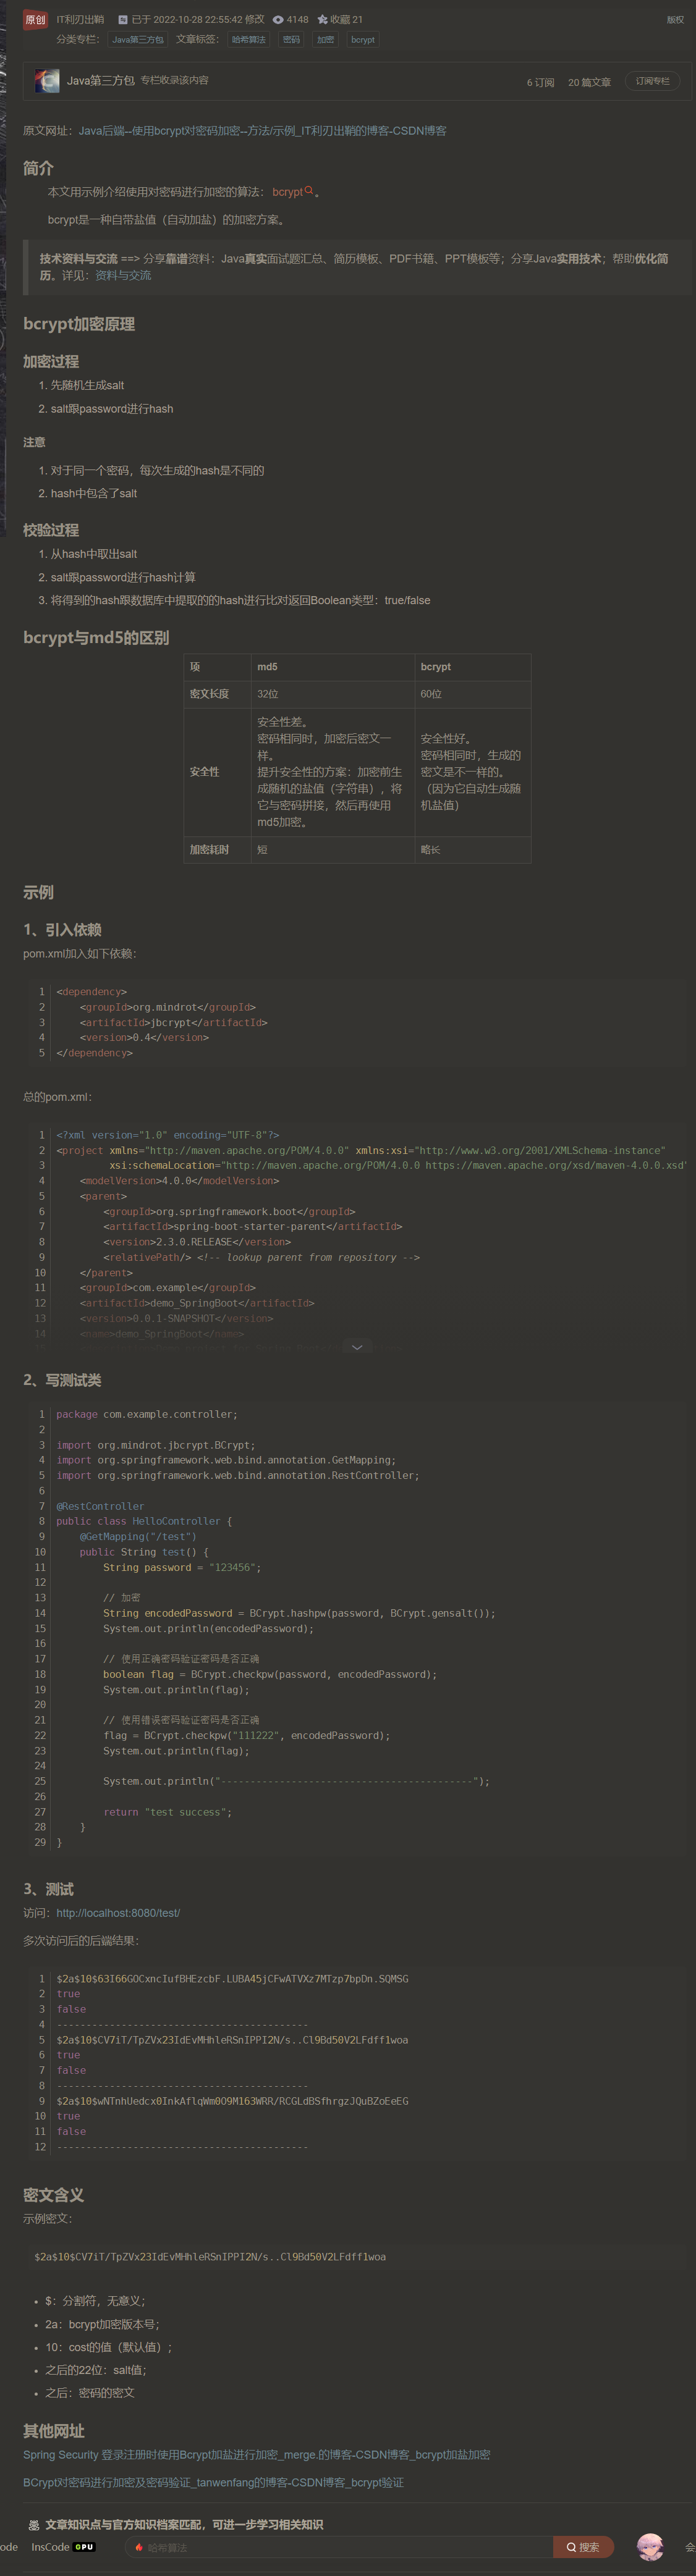 原创 IT利刃出鞘 已于 2022-10-28 22:55:42 修改 4148 收藏 21 版权
分类专栏： Java第三方包 文章标签： 哈希算法 密码 加密 bcrypt
Java第三方包 专栏收录该内容 6 订阅 20 篇文章 订阅专栏
原文网址：Java后端--使用bcrypt对密码加密--方法/示例_IT利刃出鞘的博客-CSDN博客
简介
本文用示例介绍使用对密码进行加密的算法：bcrypt。
bcrypt是一种自带盐值（自动加盐）的加密方案。
技术资料与交流 ==> 分享靠谱资料：Java真实面试题汇总、简历模板、PDF书籍、PPT模板等；分享Java实用技术；帮助优化简
历。详见：资料与交流
bcrypt加密原理
加密过程
1. 先随机生成salt
2. salt跟password进行hash
注意
1. 对于同一个密码，每次生成的hash是不同的
2. hash中包含了salt
校验过程
1. 从hash中取出salt
2. salt跟password进行hash计算
3. 将得到的hash跟数据库中提取的的hash进行比对返回Boolean类型：true/false
bcrypt与md5的区别
项 md5 bcrypt
密文长度 32位 60位
安全性
安全性差。
密码相同时，加密后密文一
样。
提升安全性的方案：加密前生
成随机的盐值（字符串），将
它与密码拼接，然后再使用
md5加密。
安全性好。
密码相同时，生成的
密文是不一样的。
（因为它自动生成随
机盐值）
加密耗时 短 略长
示例
1、引入依赖
pom.xml加入如下依赖：
1 <dependency>
2     <groupId>org.mindrot</groupId>
3     <artifactId>jbcrypt</artifactId>
4     <version>0.4</version>
5 </dependency>
总的pom.xml：
1 <?xml version="1.0" encoding="UTF-8"?>
2 <project xmlns="http://maven.apache.org/POM/4.0.0" xmlns:xsi="http://www.w3.org/2001/XMLSchema-instance"
3          xsi:schemaLocation="http://maven.apache.org/POM/4.0.0 https://maven.apache.org/xsd/maven-4.0.0.xsd"
4     <modelVersion>4.0.0</modelVersion>
5     <parent>
6         <groupId>org.springframework.boot</groupId>
7         <artifactId>spring-boot-starter-parent</artifactId>
8         <version>2.3.0.RELEASE</version>
9         <relativePath/> <!-- lookup parent from repository -->
10     </parent>
11     <groupId>com.example</groupId>
12     <artifactId>demo_SpringBoot</artifactId>
13     <version>0.0.1-SNAPSHOT</version>
14     <name>demo_SpringBoot</name>
2、写测试类
1 package com.example.controller;
2
3 import org.mindrot.jbcrypt.BCrypt;
4 import org.springframework.web.bind.annotation.GetMapping;
5 import org.springframework.web.bind.annotation.RestController;
6
7 @RestController
8 public class HelloController {
9     @GetMapping("/test")
10     public String test() {
11         String password = "123456";
12
13         // 加密
14         String encodedPassword = BCrypt.hashpw(password, BCrypt.gensalt());
15         System.out.println(encodedPassword);
16
17         // 使用正确密码验证密码是否正确
18         boolean flag = BCrypt.checkpw(password, encodedPassword);
19         System.out.println(flag);
20
21         // 使用错误密码验证密码是否正确
22         flag = BCrypt.checkpw("111222", encodedPassword);
23         System.out.println(flag);
24
25         System.out.println("-------------------------------------------");
26
27         return "test success";
28     }
29 }
3、测试
访问：http://localhost:8080/test/
多次访问后的后端结果：
1 $2a$10$63I66GOCxncIufBHEzcbF.LUBA45jCFwATVXz7MTzp7bpDn.SQMSG
2 true
3 false
4 -------------------------------------------
5 $2a$10$CV7iT/TpZVx23IdEvMHhleRSnIPPI2N/s..Cl9Bd50V2LFdff1woa
6 true
7 false
8 -------------------------------------------
9 $2a$10$wNTnhUedcx0InkAflqWm0O9M163WRR/RCGLdBSfhrgzJQuBZoEeEG
10 true
11 false
12 -------------------------------------------
密文含义
示例密文：
$2a$10$CV7iT/TpZVx23IdEvMHhleRSnIPPI2N/s..Cl9Bd50V2LFdff1woa
• $：分割符，无意义；
• 2a：bcrypt加密版本号；
• 10：cost的值（默认值）；
• 之后的22位：salt值；
• 之后：密码的密文
其他网址
Spring Security 登录注册时使用Bcrypt加盐进行加密_merge.的博客-CSDN博客_bcrypt加盐加密
BCrypt对密码进行加密及密码验证_tanwenfang的博客-CSDN博客_bcrypt验证
文章知识点与官方知识档案匹配，可进一步学习相关知识
ode InsCode GPU 哈希算法 搜索 会